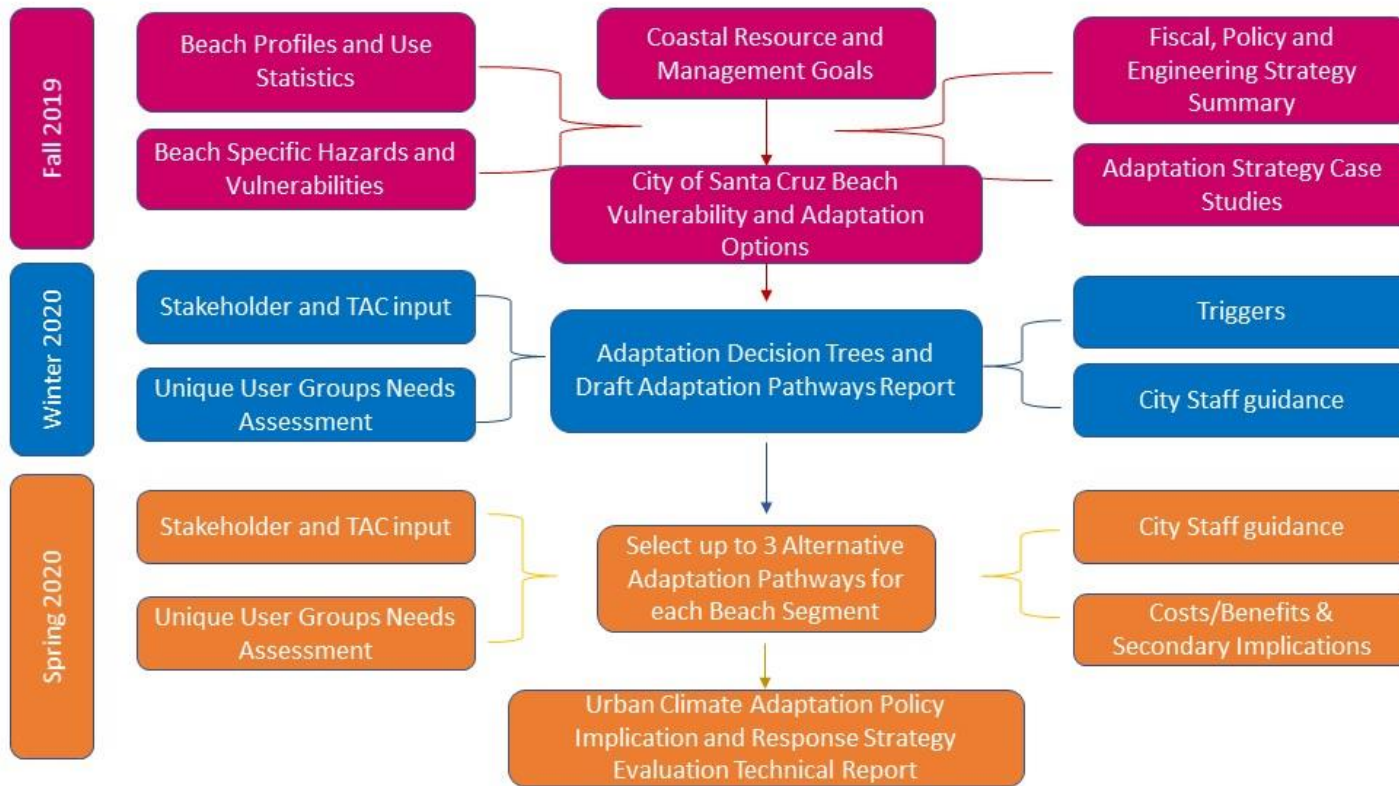 Fall 2019
Beach Profiles and Use
Statistics
Beach Specific Hazards and
Vulnerabilities
Coastal Resource and
Management Goals
City of Santa Cruz Beach
Vulnerability and Adaptation
Options
Fiscal, Policy and
Engineering Strategy
Summary
Adaptation Strategy Case
Studies
Winter 2020
Stakeholder and TAC input
Unique User Groups Needs
Assessment
Adaptation Decision Trees and
Draft Adaptation Pathways Report
Triggers
City Staff guidance
Spring 2020
Stakeholder and TAC input
Unique User Groups Needs
Assessment
Select up to 3 Alternative
Adaptation Pathways for
each Beach Segment
City Staff guidance
Costs/Benefits &
Secondary Implications
Urban Climate Adaptation Policy
Implication and Response Strategy
Evaluation Technical Report